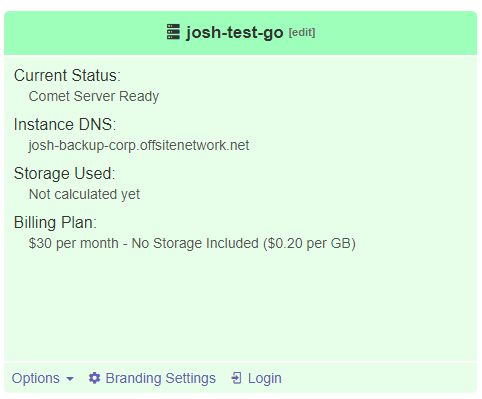 josh-test-go [edit]
Current Status:
Comet Server Ready
Instance DNS:
josh-backup-corp.offsitenetwork.net
Storage Used:
Not calculated yet
Billing Plan:
$30 per month - No Storage Included ($0.20 per GB)
Options Branding Settings Login